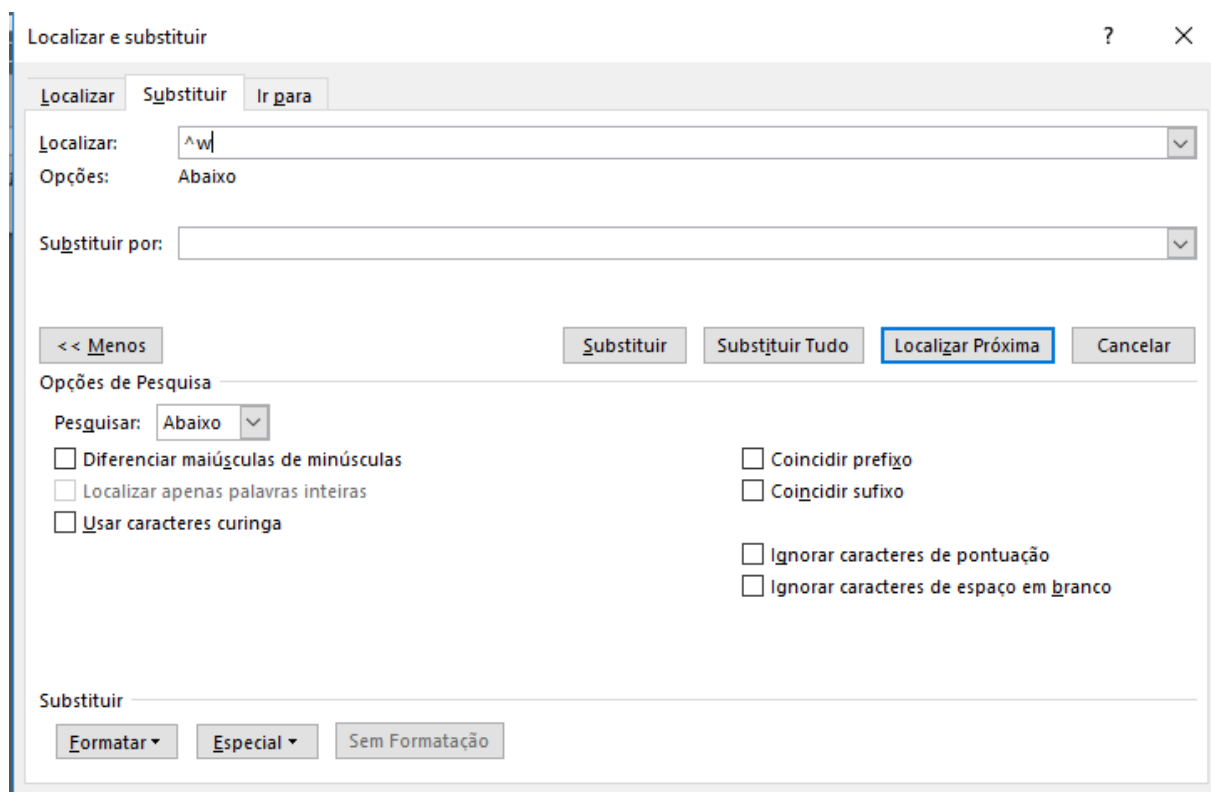 Localizar e substituir ? ×
Localizar Substituir Ir para
Localizar: ^w
Opções: Abaixo
Substituir por:
<< Menos Substituir Substituir Tudo Localizar Próxima Cancelar
Opções de Pesquisa
Pesquisar: Abaixo
Diferenciar maiúsculas de minúsculas Coincidir prefixo
Localizar apenas palavras inteiras Coincidir sufixo
Usar caracteres curinga
Ignorar caracteres de pontuação
Ignorar caracteres de espaço em branco
Substituir
Formatar Especial Sem Formatação